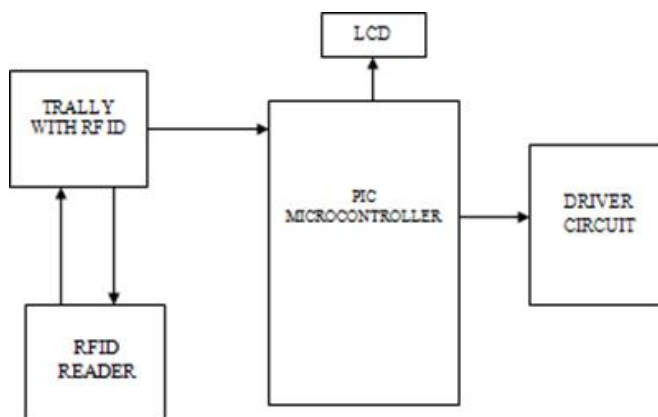 LCD
TRALLY
WITH RF ID
PIC
MICROCONTROLLER
DRIVER
CIRCUIT
RFID
READER